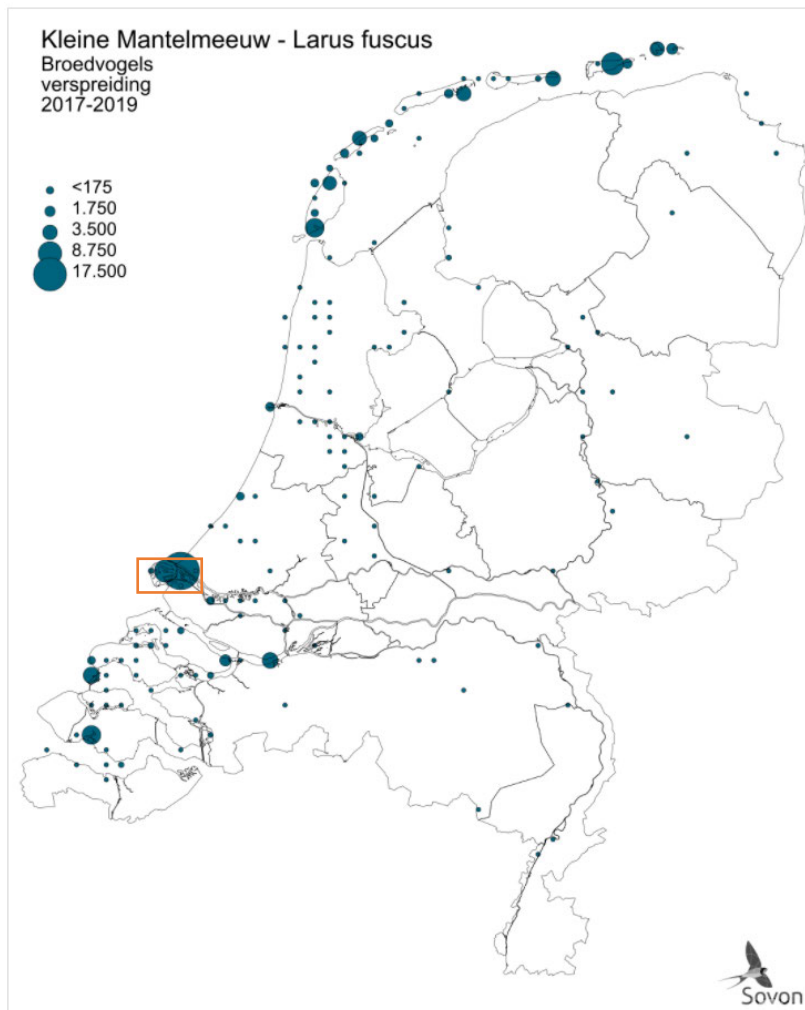 Kleine Mantelmeeuw - Larus fuscus
Broedvogels
verspreiding
2017-2019
<175
1.750
3.500
8.750
17.500
Sovon